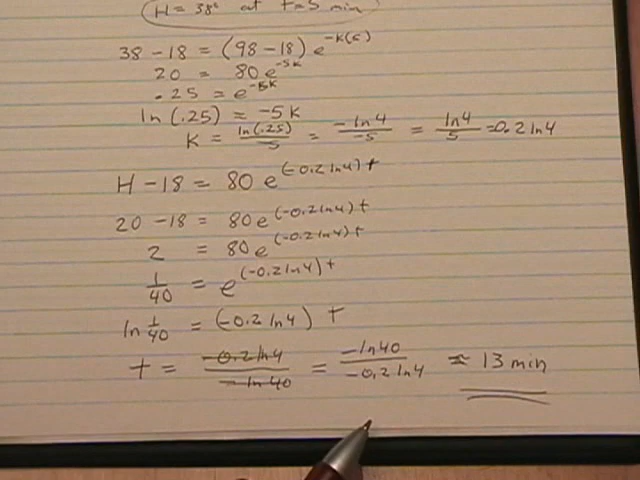 H = 38° at t=5 min
38 - 18 = (98 - 18) e^-k(5)
20 = 80 e^-5k
.25 = e^-5k
ln(.25) = -5k
k = ln(.25)/-5 = -ln4/-5 = ln4/5 = 0.2 ln4
H - 18 = 80 e^(-0.2 ln4)t
20 - 18 = 80 e^(-0.2 ln4)t
2 = 80 e^(-0.2 ln4)t
1/40 = e^(-0.2 ln4)t
ln 1/40 = (-0.2 ln4) t
t = -0.2 ln4/-ln40 = -ln40/-0.2 ln4 ≈ 13 min